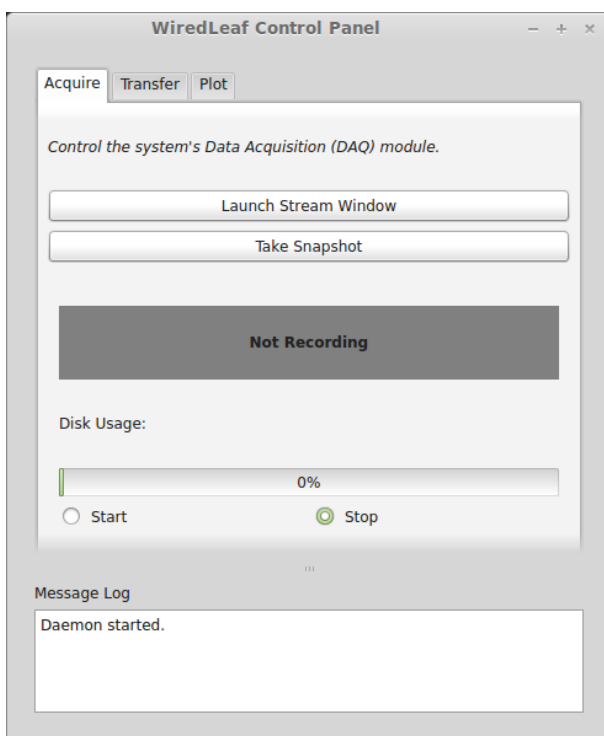 WiredLeaf Control Panel
Acquire Transfer Plot
Control the system's Data Acquisition (DAQ) module.
Launch Stream Window
Take Snapshot
Not Recording
Disk Usage:
0%
Start Stop
Message Log
Daemon started.